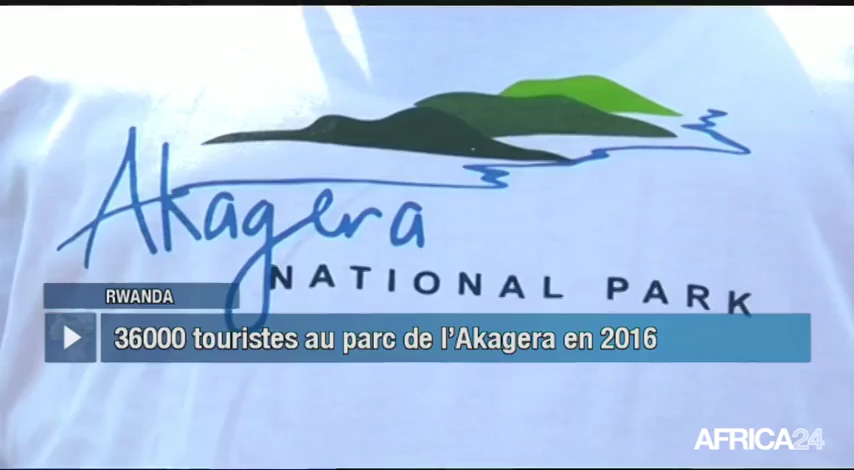 Akagera
NATIONAL PARK
RWANDA
36000 touristes au parc de l'Akagera en 2016
AFRICA24